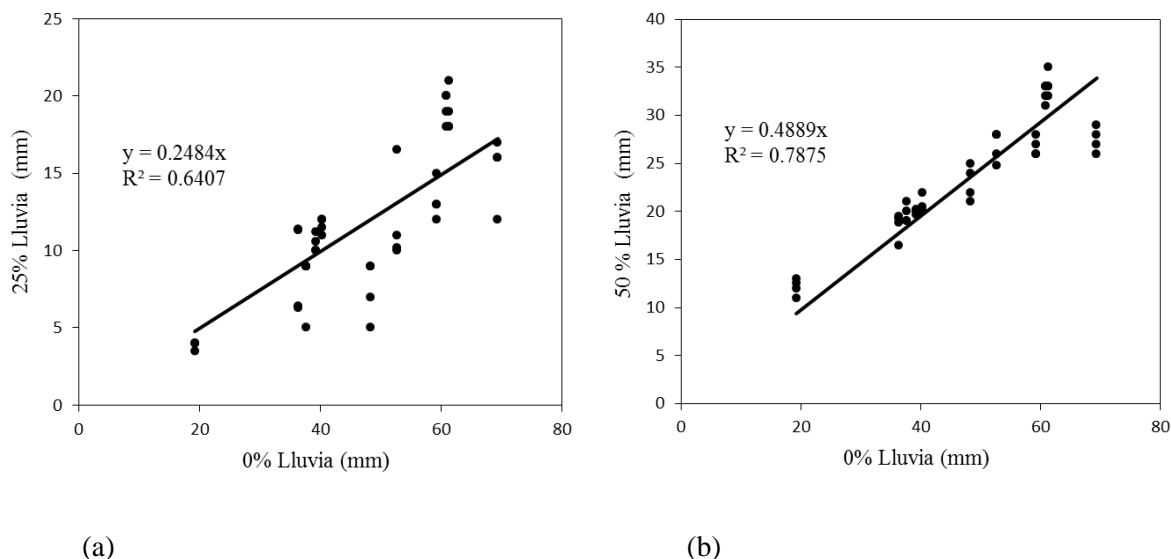 25
20
15
10
5
0
25% Lluvia (mm)
y = 0.2484x
R² = 0.6407
0 20 40 60 80
0% Lluvia (mm)
(a)
40
35
30
25
20
15
10
5
0
50 % Lluvia (mm)
y = 0.4889x
R² = 0.7875
0 20 40 60 80
0% Lluvia (mm)
(b)